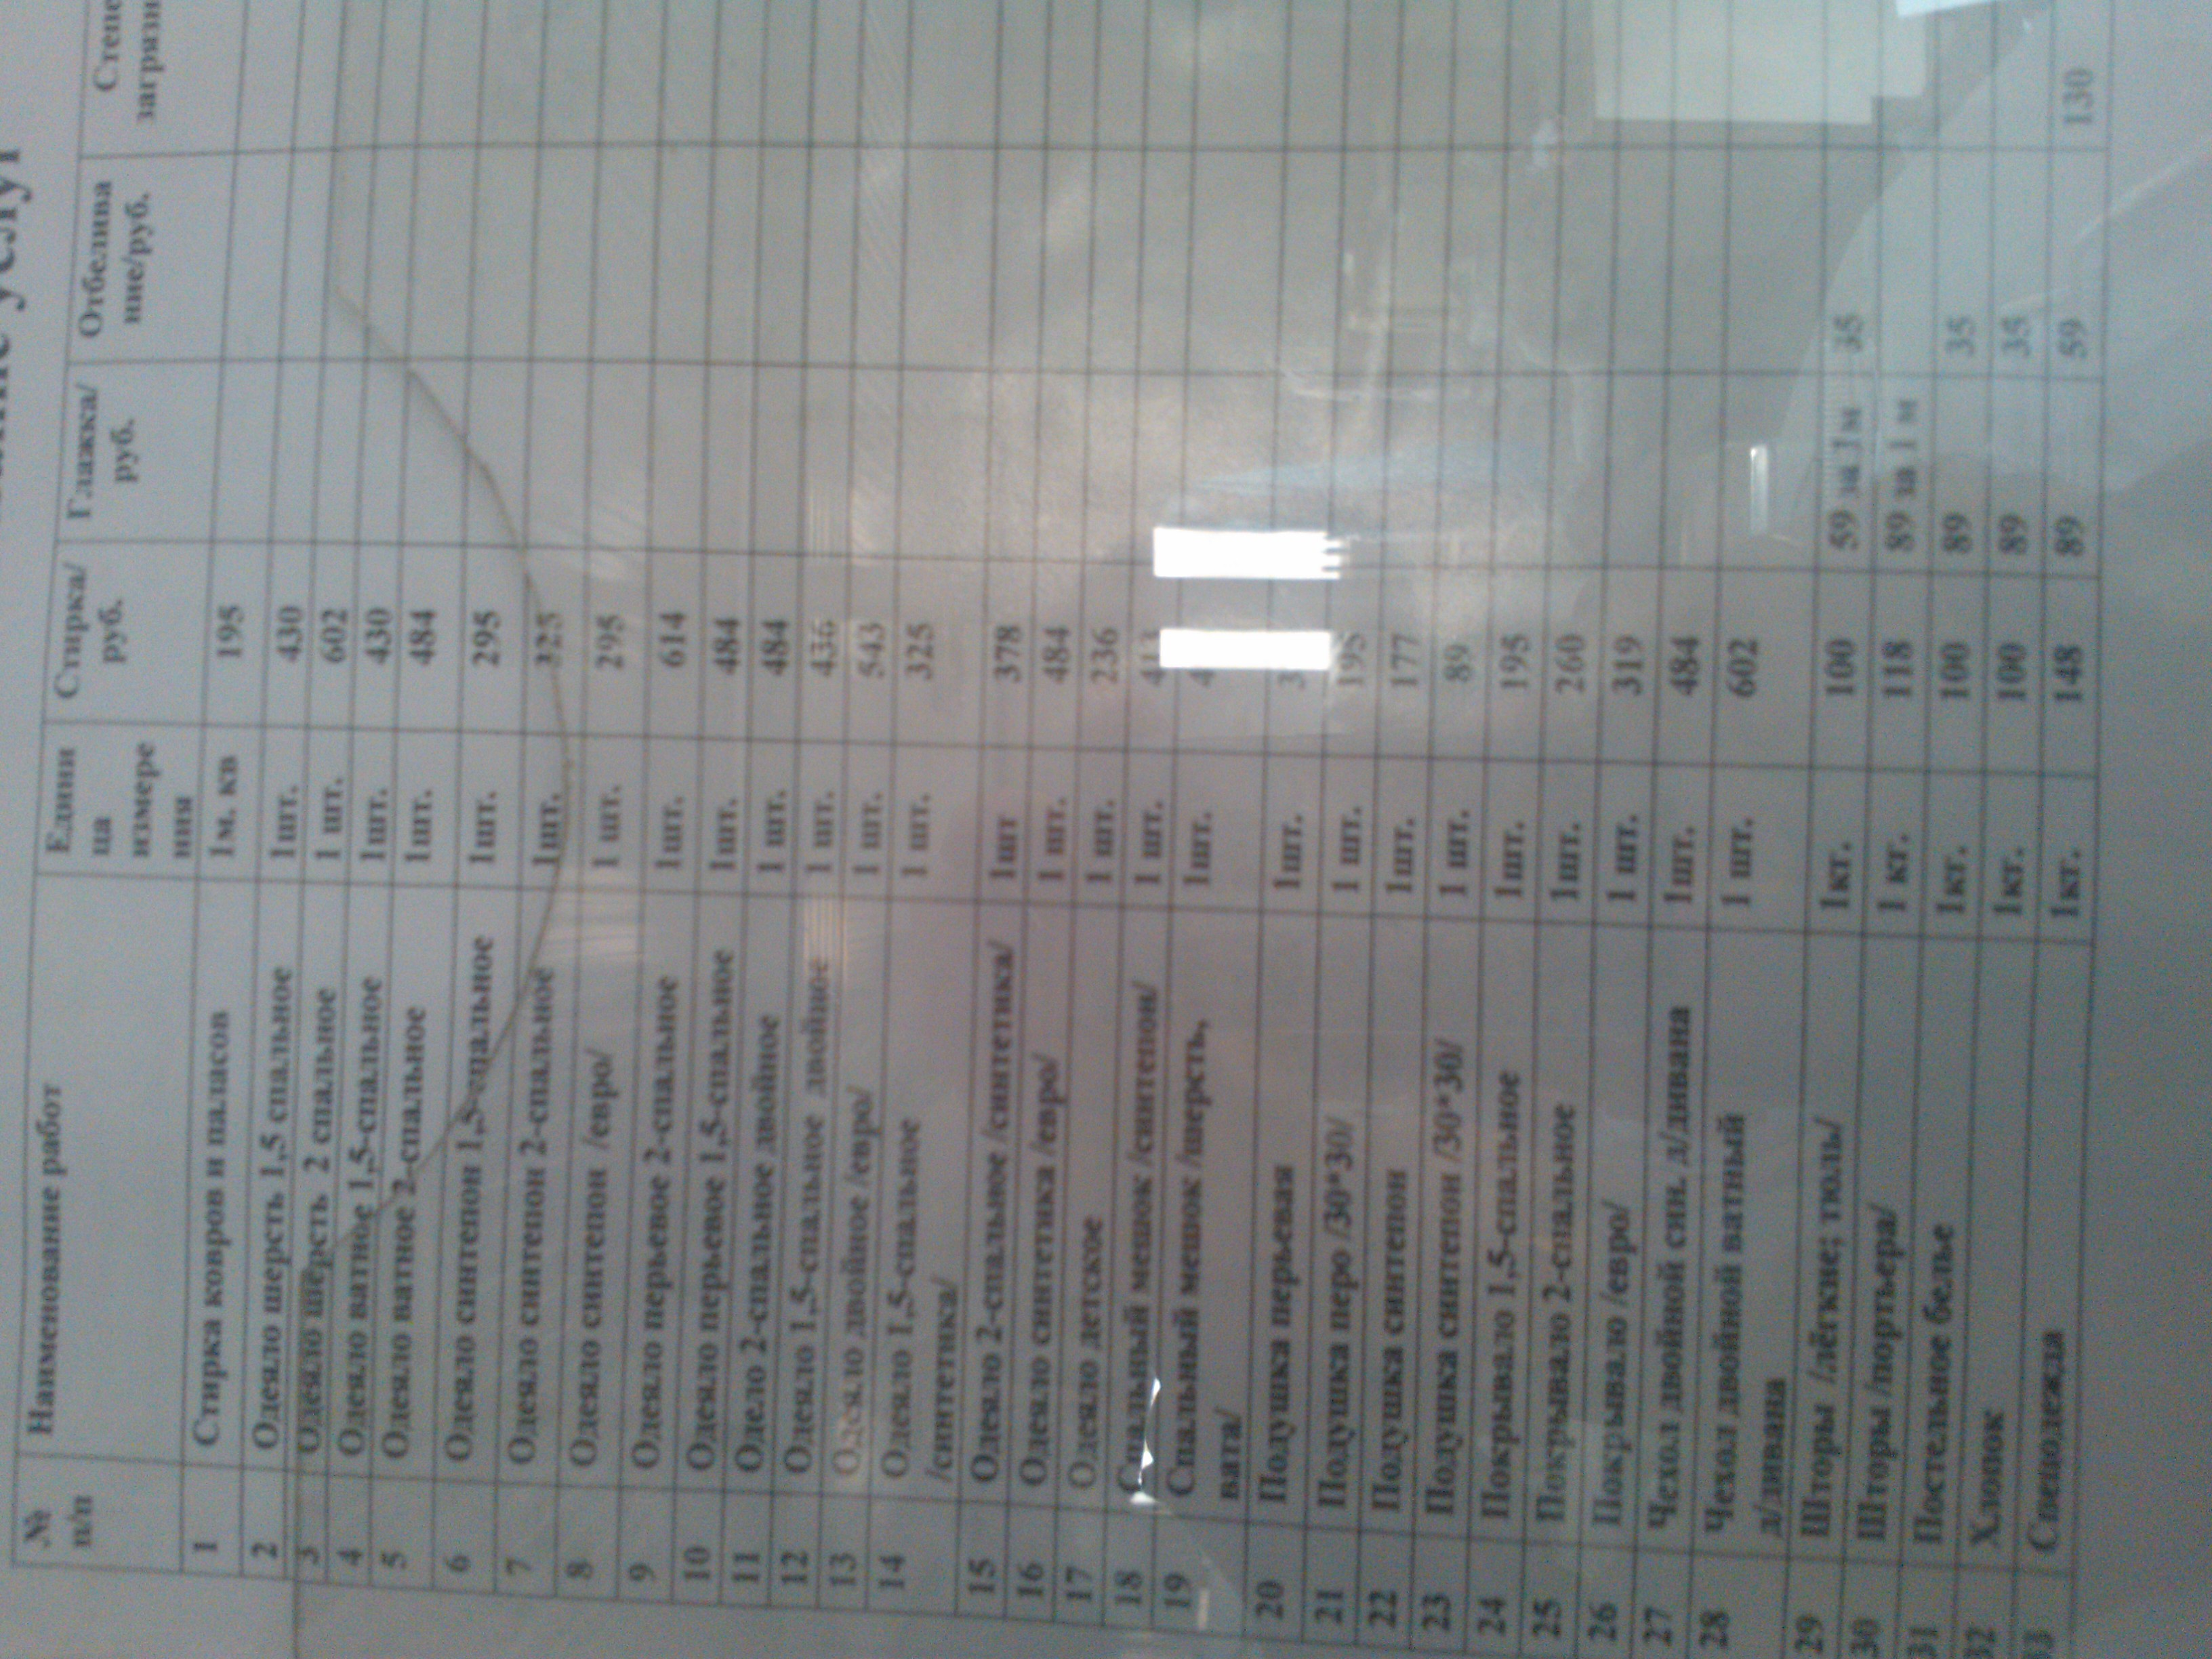 услуг
№ п/п Наименование работ Единица измерения Стирка/руб. Глажка/руб. Отбеливание/руб. Степе загрязн
1 Стирка ковров и паласов 1м. кв 195
2 Одеяло шерсть 1,5 спальное 1шт. 430
3 Одеяло шерсть 2 спальное 1 шт. 602
4 Одеяло ватное 1,5-спальное 1шт. 430
5 Одеяло ватное 2-спальное 1шт. 484
6 Одеяло синтепон 1,5-спальное 1шт. 295
7 Одеяло синтепон 2-спальное 1шт. 325
8 Одеяло синтепон /евро/ 1 шт. 295
9 Одеяло перьевое 2-спальное 1шт. 614
10 Одеяло перьевое 1,5-спальное 1шт. 484
11 Одело 2-спальное двойное 1 шт. 484
12 Одеяло 1,5-спальное двойное 1 шт. 436
13 Одеяло двойное /евро/ 1 шт. 543
14 Одеяло 1,5-спальное 1 шт. 325
/синтетика/
15 Одеяло 2-спальное /синтетика/ 1шт 378
16 Одеяло синтетика /евро/ 1 шт. 484
17 Одеяло детское 1 шт. 236
18 Спальный мешок /синтепон/ 1 шт. 413
19 Спальный мешок /шерсть, 1шт.
вата/
20 Подушка перьевая 1шт.
21 Подушка перо /30*30/ 1 шт. 195
22 Подушка синтепон 1шт. 177
23 Подушка синтепон /30*30/ 1 шт. 89
24 Покрывало 1,5-спальное 1шт. 195
25 Покрывало 2-спальное 1шт. 260
26 Покрывало /евро/ 1 шт. 319
27 Чехол двойной син. д/дивана 1шт. 484
28 Чехол двойной ватный 1 шт. 602
д/дивана
29 Шторы /лёгкие; тюль/ 1кг. 100 59 за 1м 35
30 Шторы /портьера/ 1 кг. 118 89 за 1 м
31 Постельное белье 1кг. 100 89 35
32 Хлопок 1кг. 100 89 35
33 Спецодежда 1кг. 148 89 59 130